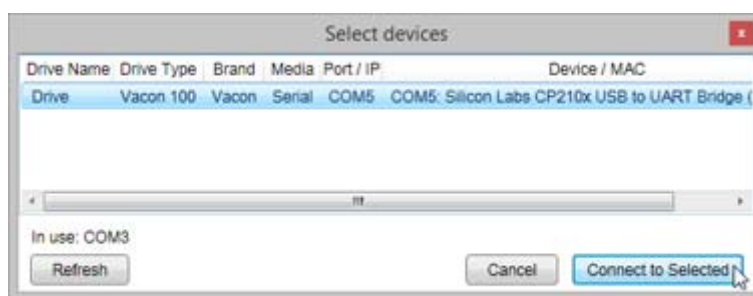 Select devices
x
Drive Name Drive Type Brand Media Port / IP Device / MAC
Drive Vacon 100 Vacon Serial COM5 COM5: Silicon Labs CP210x USB to UART Bridge (
In use: COM3
Refresh Cancel Connect to Selected